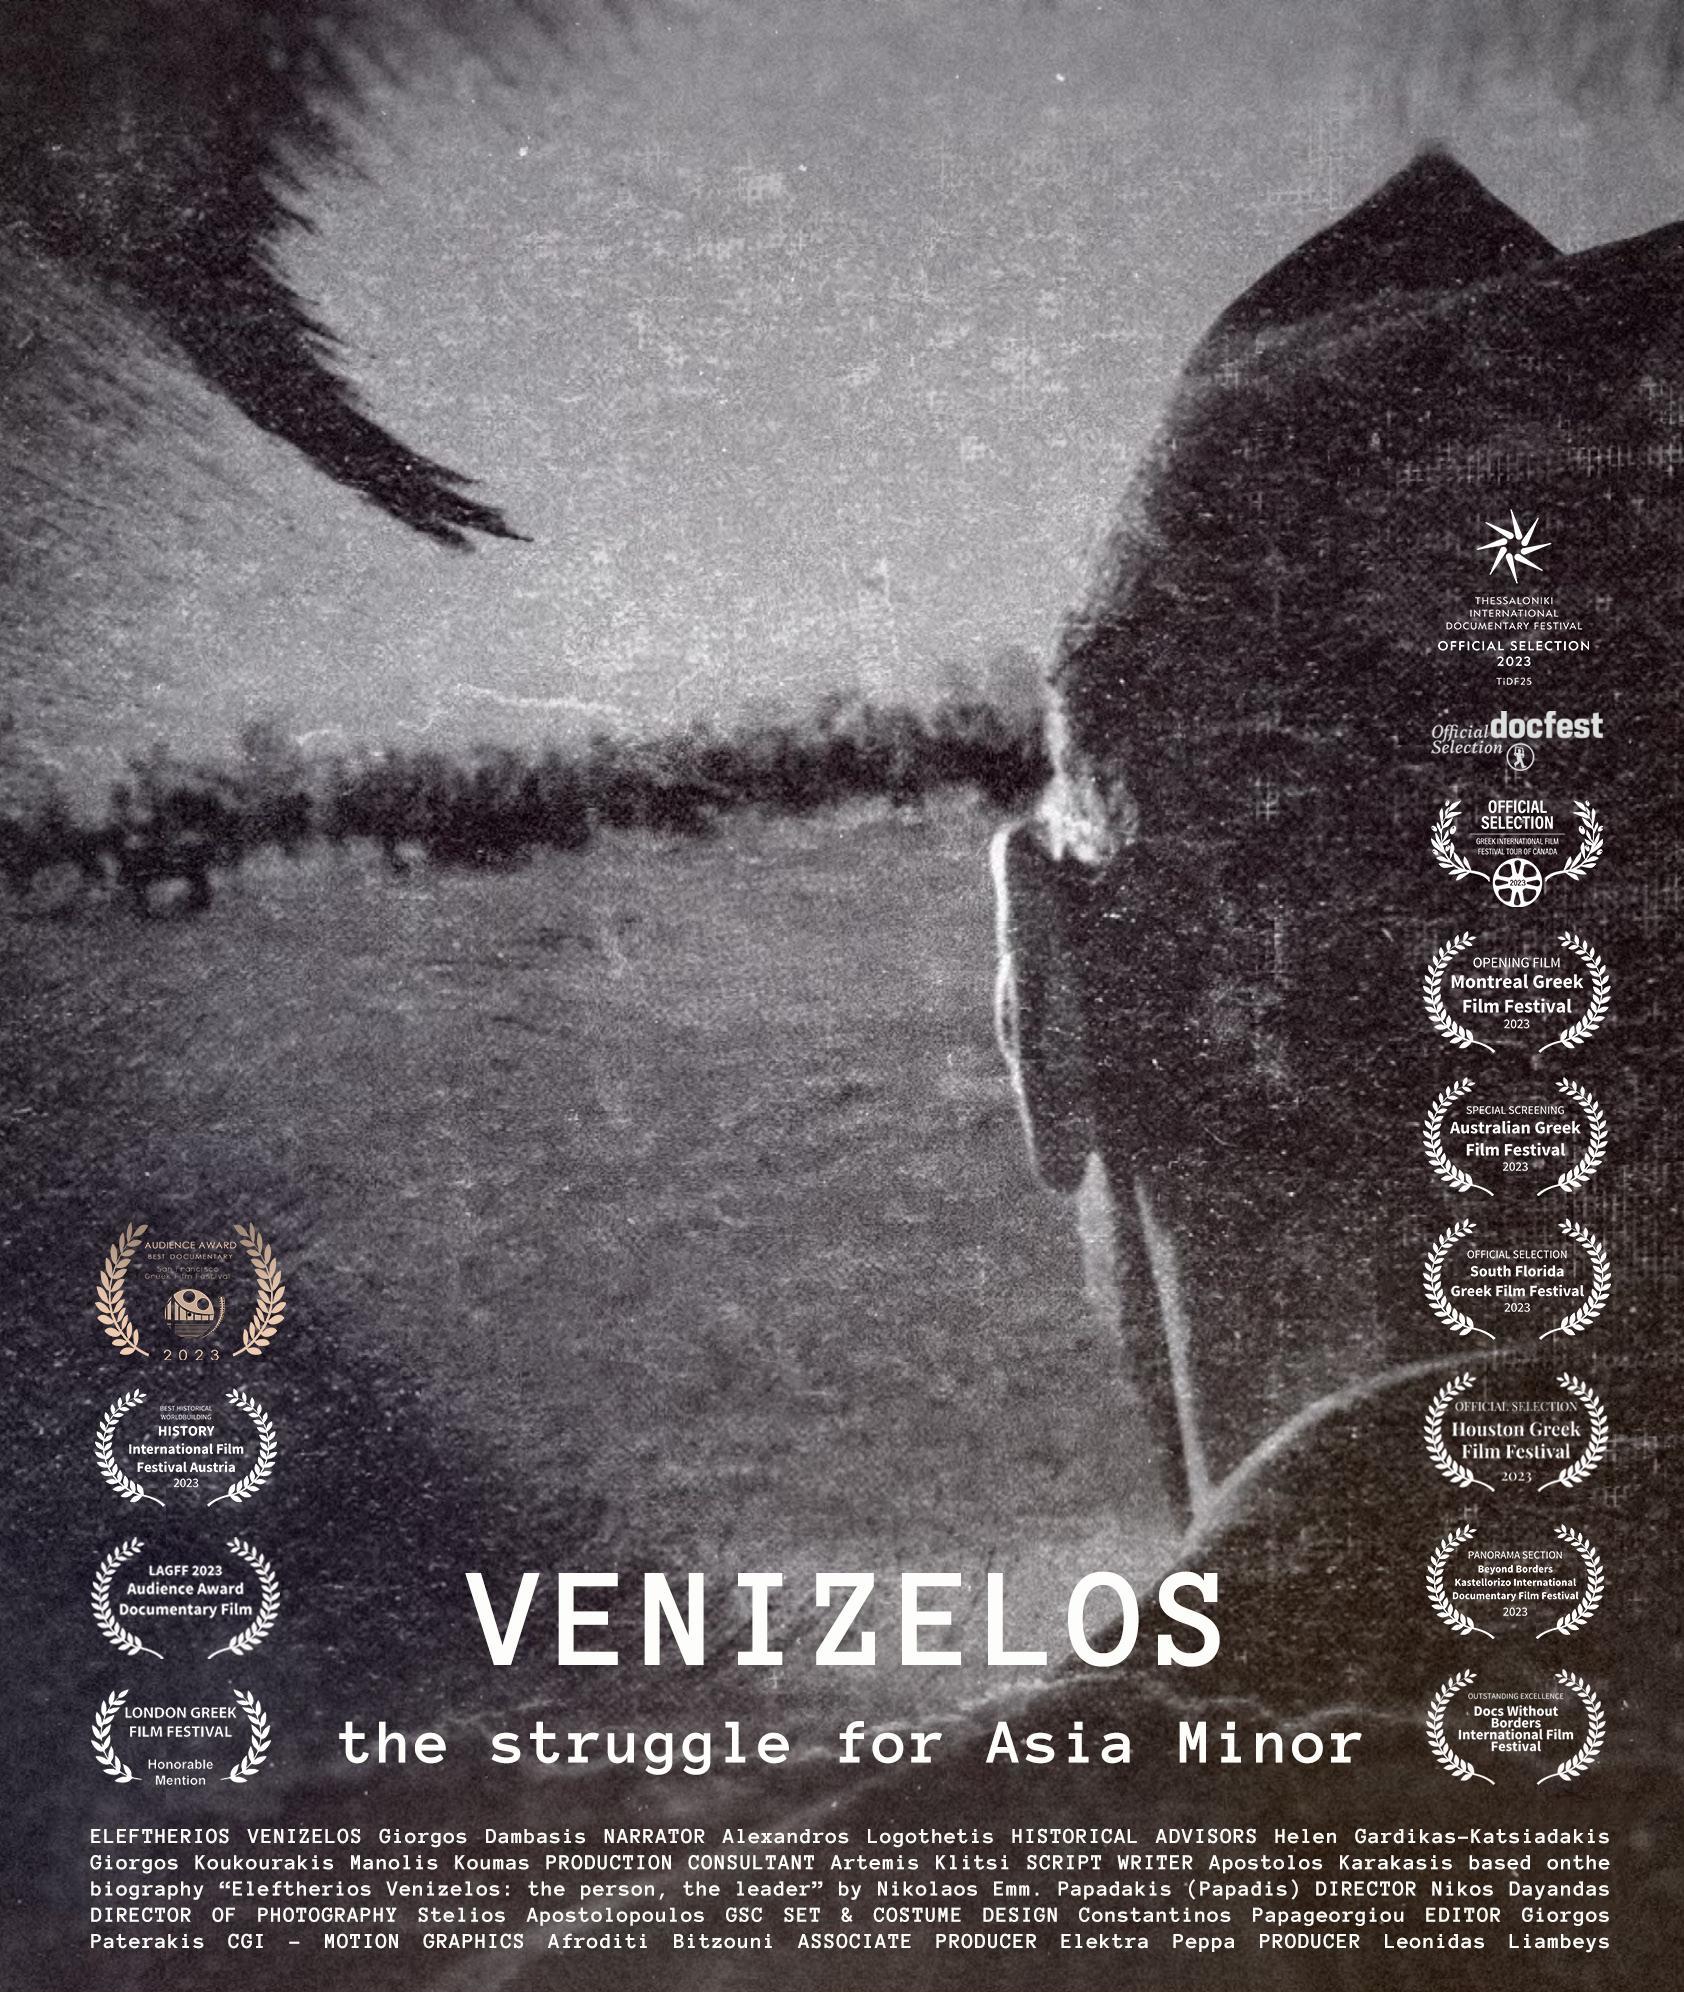 THESSALONIKI
INTERNATIONAL
DOCUMENTARY FESTIVAL
OFFICIAL SELECTION
2023
TiDF25
Official docfest
Selection
OFFICIAL
SELECTION
GREEK INTERNATIONAL FILM
FESTIVAL TOUR OF CANADA
2023
OPENING FILM
Montreal Greek
Film Festival
2023
SPECIAL SCREENING
Australian Greek
Film Festival
2023
OFFICIAL SELECTION
South Florida
Greek Film Festival
2023
OFFICIAL SELECTION
Houston Greek
Film Festival
2023
PANORAMA SECTION
Beyond Borders
Kastellorizo International
Documentary Film Festival
2023
OUTSTANDING EXCELLENCE
Docs Without
Borders
International Film
Festival
AUDIENCE AWARD
BEST DOCUMENTARY
San Francisco
Greek Film Festival
2023
BEST HISTORICAL
WORLDBUILDING
HISTORY
International Film
Festival Austria
2023
LAGFF 2023
Audience Award
Documentary Film
LONDON GREEK
FILM FESTIVAL
Honorable
Mention
VENIZELOS
the struggle for Asia Minor
ELEFTHERIOS VENIZELOS Giorgos Dambasis NARRATOR Alexandros Logothetis HISTORICAL ADVISORS Helen Gardikas-Katsiadakis
Giorgos Koukourakis Manolis Koumas PRODUCTION CONSULTANT Artemis Klitsi SCRIPT WRITER Apostolos Karakasis based onthe
biography “Eleftherios Venizelos: the person, the leader” by Nikolaos Emm. Papadakis (Papadis) DIRECTOR Nikos Dayandas
DIRECTOR OF PHOTOGRAPHY Stelios Apostolopoulos GSC SET & COSTUME DESIGN Constantinos Papageorgiou EDITOR Giorgos
Paterakis CGI – MOTION GRAPHICS Afroditi Bitzouni ASSOCIATE PRODUCER Elektra Peppa PRODUCER Leonidas Liambeys